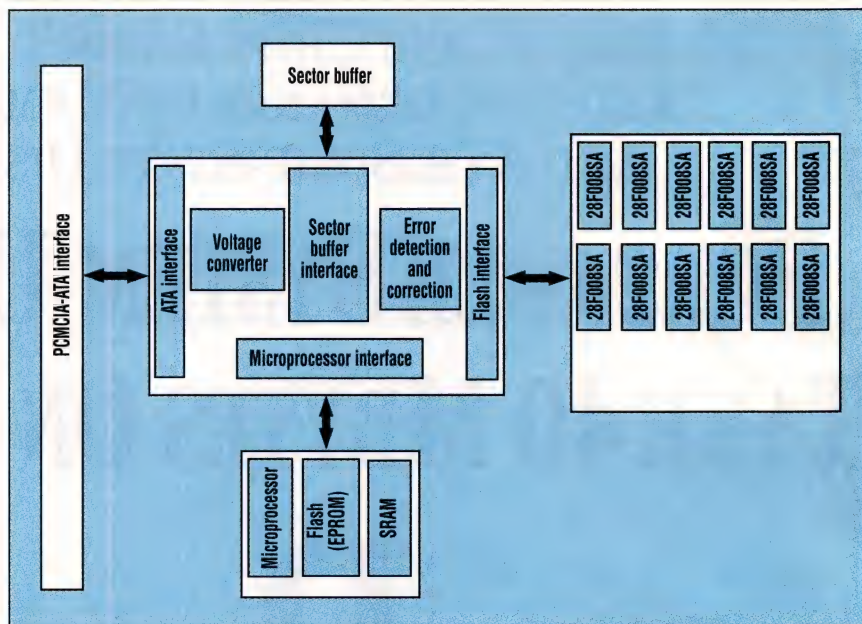 Sector buffer
PCMCIA-ATA interface
ATA interface
Voltage
converter
Sector
buffer
interface
Error
detection
and
correction
Flash interface
Microprocessor interface
28F008SA
28F008SA
28F008SA
28F008SA
28F008SA
28F008SA
28F008SA
28F008SA
28F008SA
28F008SA
28F008SA
28F008SA
Microprocessor
Flash
(EPROM)
SRAM